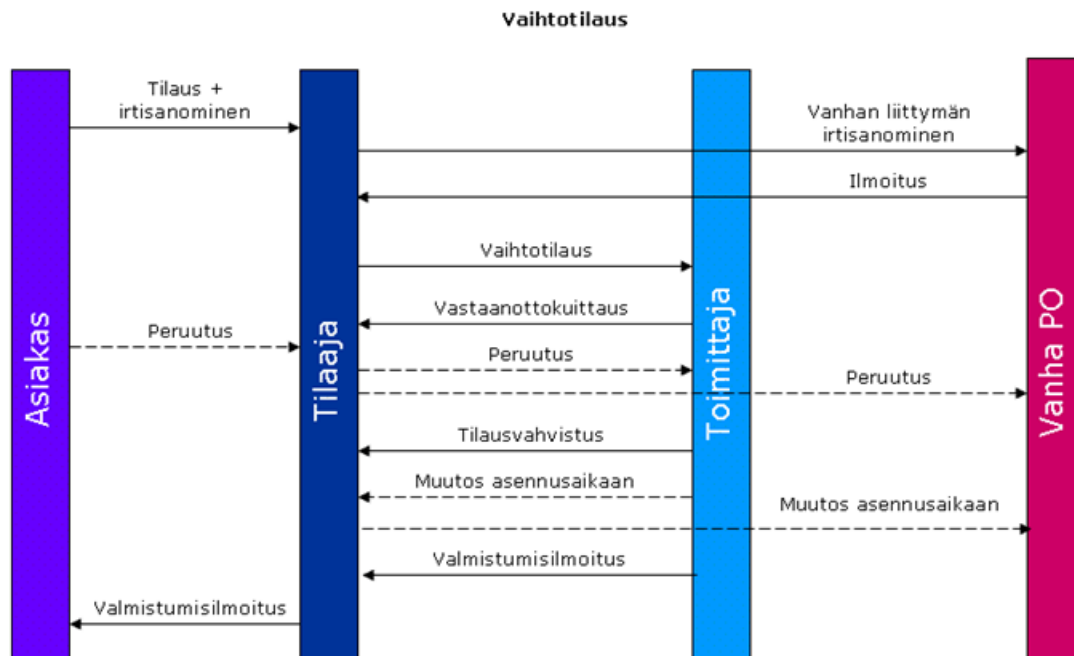 Vaihtotilaus
Tilaus +
irtisanominen
Vanhan liittymän
irtisanominen
Ilmoitus
Vaihtotilaus
Vastaanottokuittaus
Peruutus
Peruutus
Peruutus
Tilausvahvistus
Muutos asennusaikaan
Muutos asennusaikaan
Valmistumisilmoitus
Valmistumisilmoitus
Asiakas
Tilaaja
Toimittaja
Vanha PO